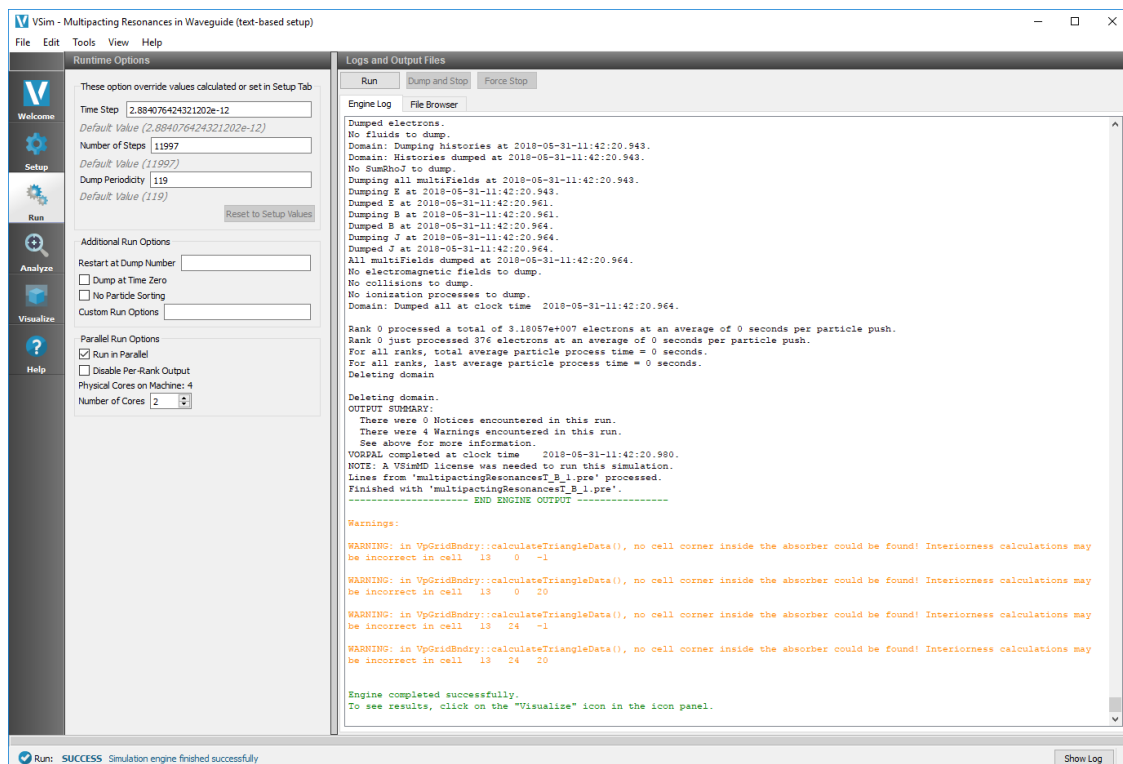 VSim - Multipacting Resonances in Waveguide (text-based setup)
File Edit Tools View Help
Welcome
Setup
Run
Analyze
Visualize
Help
Runtime Options
These option override values calculated or set in Setup Tab
Time Step 2.884076424321202e-12
Default Value (2.884076424321202e-12)
Number of Steps 11997
Default Value (11997)
Dump Periodicity 119
Default Value (119)
Reset to Setup Values
Additional Run Options
Restart at Dump Number
Dump at Time Zero
No Particle Sorting
Custom Run Options
Parallel Run Options
Run in Parallel
Disable Per-Rank Output
Physical Cores on Machine: 4
Number of Cores 2
Logs and Output Files
Run Dump and Stop Force Stop
Engine Log File Browser
Dumped electrons.
No fluids to dump.
Domain: Dumping histories at 2018-05-31-11:42:20.943.
Domain: Histories dumped at 2018-05-31-11:42:20.943.
No SumRhoJ to dump.
Dumping all multiFields at 2018-05-31-11:42:20.943.
Dumping E at 2018-05-31-11:42:20.943.
Dumped E at 2018-05-31-11:42:20.961.
Dumping B at 2018-05-31-11:42:20.961.
Dumped B at 2018-05-31-11:42:20.964.
Dumping J at 2018-05-31-11:42:20.964.
Dumped J at 2018-05-31-11:42:20.964.
All multiFields dumped at 2018-05-31-11:42:20.964.
No electromagnetic fields to dump.
No collisions to dump.
No ionization processes to dump.
Domain: Dumped all at clock time 2018-05-31-11:42:20.964.
Rank 0 processed a total of 3.18057e+007 electrons at an average of 0 seconds per particle push.
Rank 0 just processed 376 electrons at an average of 0 seconds per particle push.
For all ranks, total average particle process time = 0 seconds.
For all ranks, last average particle process time = 0 seconds.
Deleting domain
Deleting domain.
OUTPUT SUMMARY:
There were 0 Notices encountered in this run.
There were 4 Warnings encountered in this run.
See above for more information.
VORPAL completed at clock time 2018-05-31-11:42:20.980.
NOTE: A VSimMD license was needed to run this simulation.
Lines from 'multipactingResonancesT_B_1.pre' processed.
Finished with 'multipactingResonancesT_B_1.pre'.
--------------------- END ENGINE OUTPUT ----------------
Warnings:
WARNING: in VpGridBndry::calculateTriangleData(), no cell corner inside the absorber could be found! Interiorness calculations may
be incorrect in cell 13 0 -1
WARNING: in VpGridBndry::calculateTriangleData(), no cell corner inside the absorber could be found! Interiorness calculations may
be incorrect in cell 13 0 20
WARNING: in VpGridBndry::calculateTriangleData(), no cell corner inside the absorber could be found! Interiorness calculations may
be incorrect in cell 13 24 -1
WARNING: in VpGridBndry::calculateTriangleData(), no cell corner inside the absorber could be found! Interiorness calculations may
be incorrect in cell 13 24 20
Engine completed successfully.
To see results, click on the "Visualize" icon in the icon panel.
Run: SUCCESS Simulation engine finished successfully
Show Log